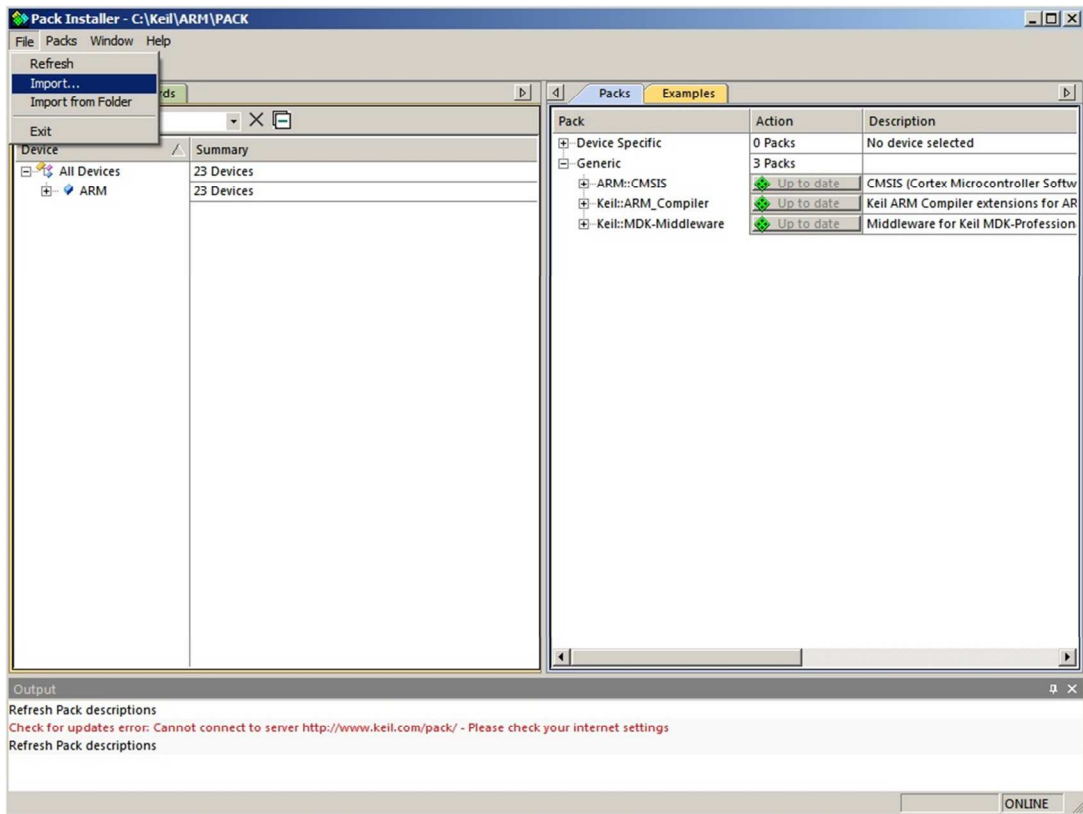 Pack Installer - C:\Keil\ARM\PACK
File Packs Window Help
Refresh
Import...
Import from Folder
Exit
rds
Packs Examples
Device Summary
All Devices 23 Devices
ARM 23 Devices
Pack Action Description
Device Specific 0 Packs No device selected
Generic 3 Packs
ARM::CMSIS Up to date CMSIS (Cortex Microcontroller Softw
Keil::ARM_Compiler Up to date Keil ARM Compiler extensions for AR
Keil::MDK-Middleware Up to date Middleware for Keil MDK-Profession
Output
Refresh Pack descriptions
Check for updates error: Cannot connect to server http://www.keil.com/pack/ - Please check your internet settings
Refresh Pack descriptions
ONLINE